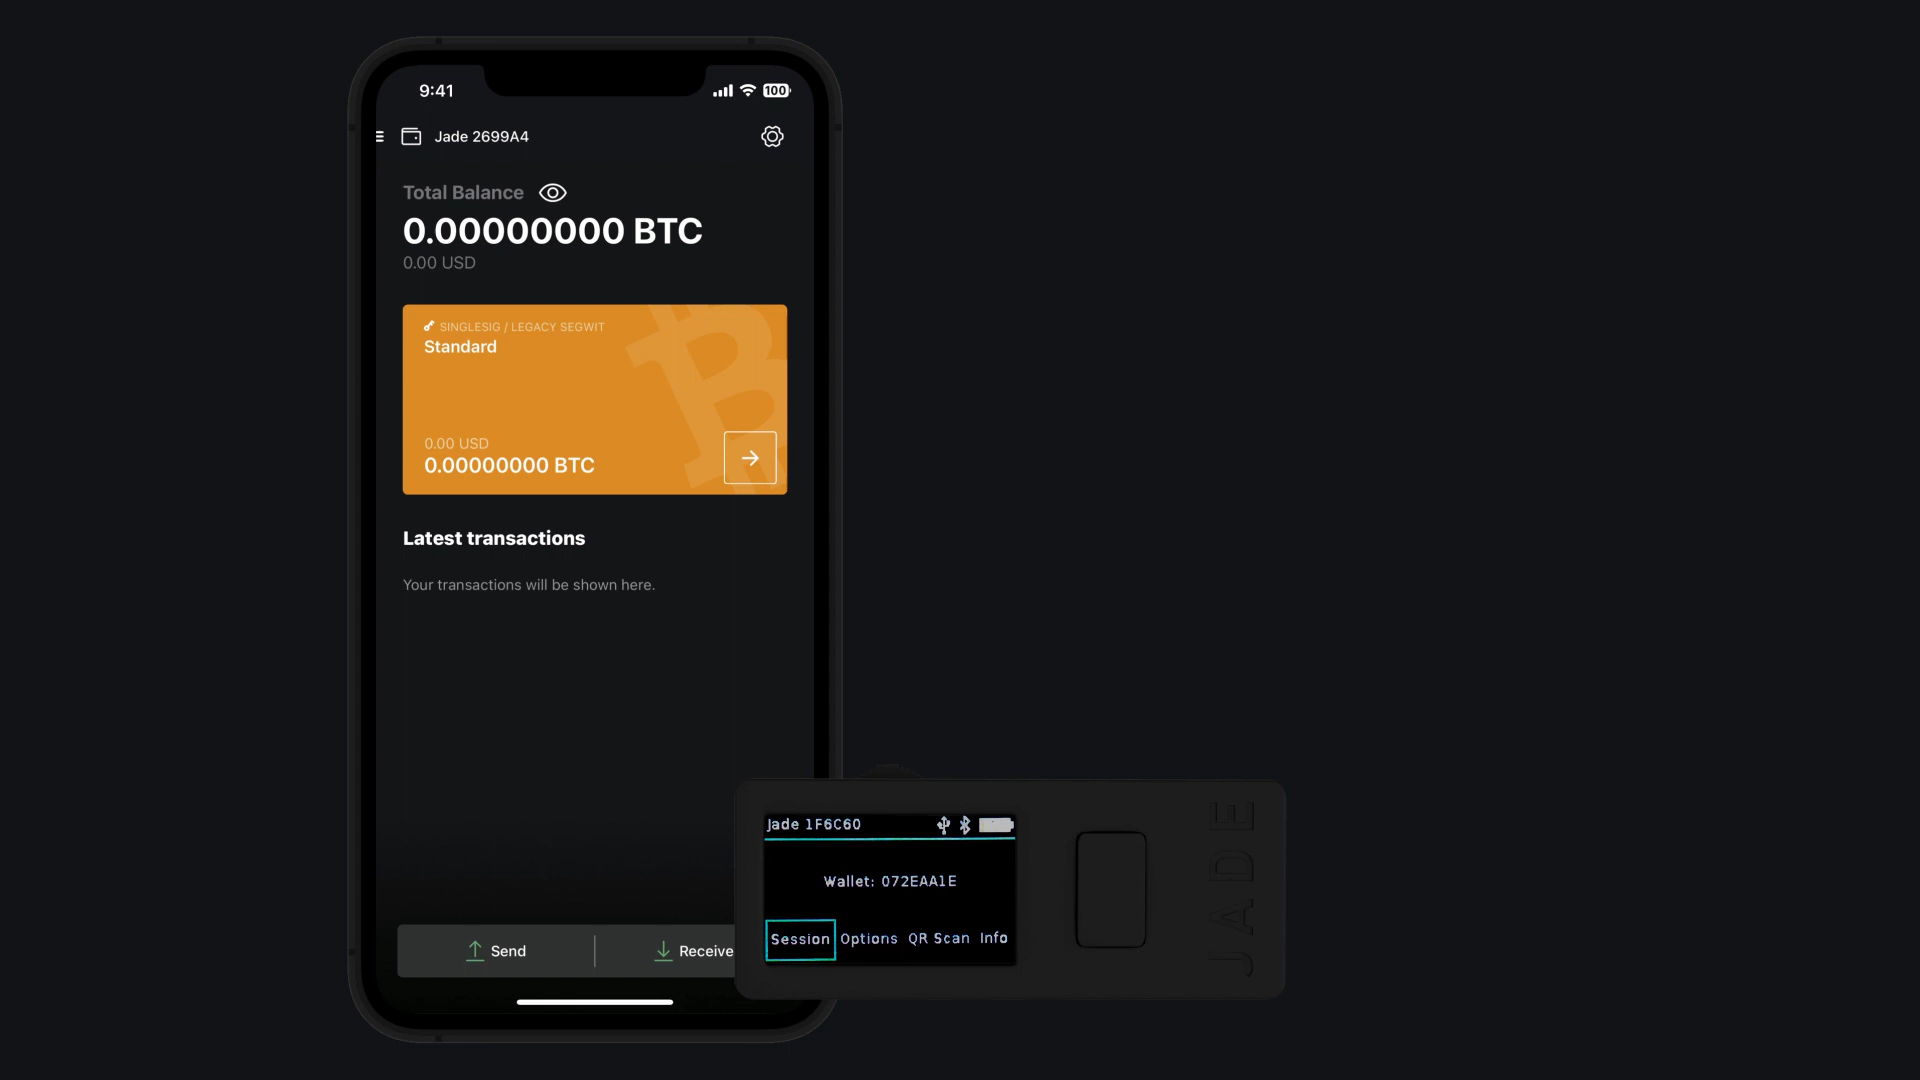 9:41
100
Jade 2699A4
Total Balance
0.00000000 BTC
0.00 USD
SINGLESIG / LEGACY SEGWIT
Standard
0.00 USD
0.00000000 BTC
Latest transactions
Your transactions will be shown here.
Send
Receive
Jade 1F6C60
Wallet: 072EAA1E
Session Options QR Scan Info
JADE